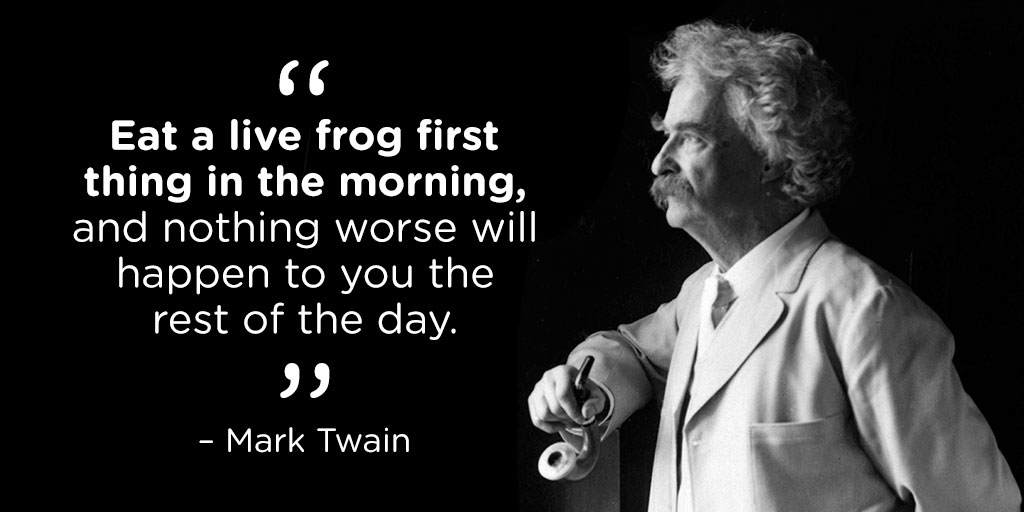 “
Eat a live frog first
thing in the morning,
and nothing worse will
happen to you the
rest of the day.
”
– Mark Twain